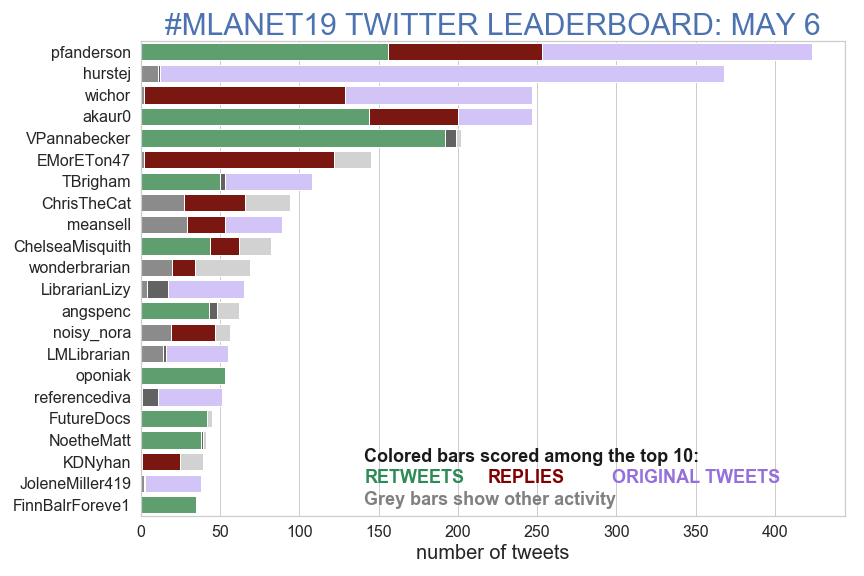 #MLANET19 TWITTER LEADERBOARD: MAY 6
pfanderson
hurstej
wichor
akaur0
VPannabecker
EMorETon47
TBrigham
ChrisTheCat
meansell
ChelseaMisquith
wonderbrarian
LibrarianLizy
angspenc
noisy_nora
LMLibrarian
oponiak
referencediva
FutureDocs
NoetheMatt
KDNyhan
JoleneMiller419
FinnBalrForeve1
Colored bars scored among the top 10:
RETWEETS REPLIES ORIGINAL TWEETS
Grey bars show other activity
0 50 100 150 200 250 300 350 400
number of tweets